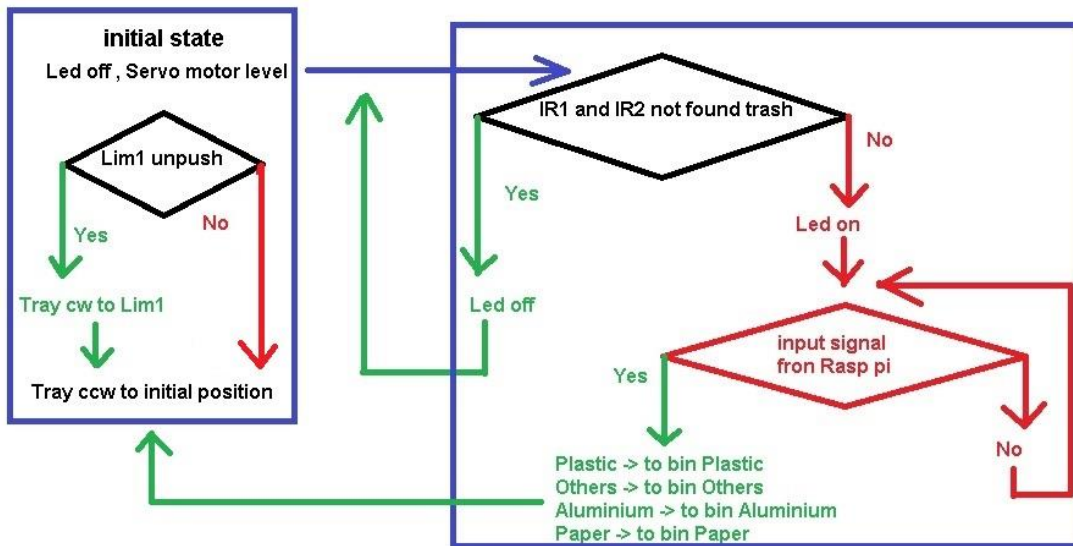 initial state
Led off , Servo motor level
Lim1 unpush
Yes
No
Tray cw to Lim1
Tray ccw to initial position
IR1 and IR2 not found trash
Yes
No
Led off
Led on
input signal
fron Rasp pi
Yes
No
Plastic -> to bin Plastic
Others -> to bin Others
Aluminium -> to bin Aluminium
Paper -> to bin Paper